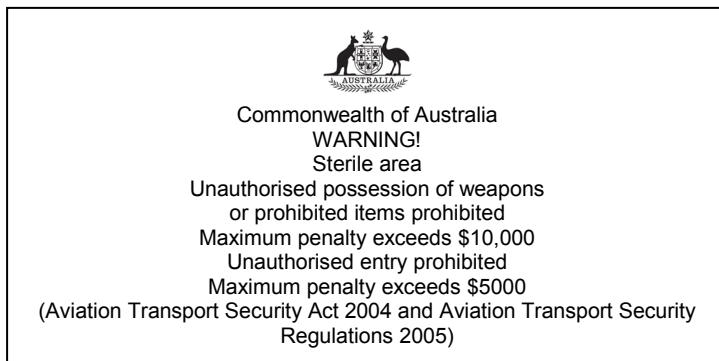 AUSTRALIA
Commonwealth of Australia
WARNING!
Sterile area
Unauthorised possession of weapons
or prohibited items prohibited
Maximum penalty exceeds $10,000
Unauthorised entry prohibited
Maximum penalty exceeds $5000
(Aviation Transport Security Act 2004 and Aviation Transport Security
Regulations 2005)